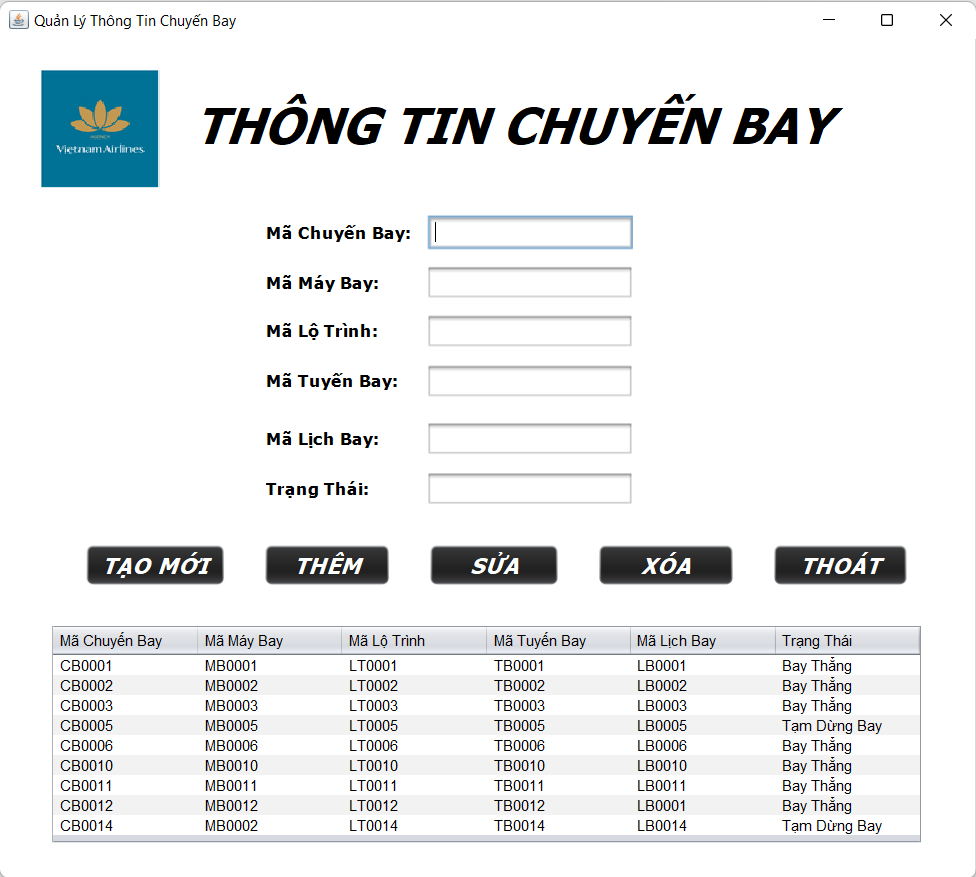 Quản Lý Thông Tin Chuyến Bay
AGENCY
Vietnam Airlines
THÔNG TIN CHUYẾN BAY
Mã Chuyến Bay:
Mã Máy Bay:
Mã Lộ Trình:
Mã Tuyến Bay:
Mã Lịch Bay:
Trạng Thái:
TẠO MỚI THÊM SỬA XÓA THOÁT
Mã Chuyến Bay Mã Máy Bay Mã Lộ Trình Mã Tuyến Bay Mã Lịch Bay Trạng Thái
CB0001 MB0001 LT0001 TB0001 LB0001 Bay Thẳng
CB0002 MB0002 LT0002 TB0002 LB0002 Bay Thẳng
CB0003 MB0003 LT0003 TB0003 LB0003 Bay Thẳng
CB0005 MB0005 LT0005 TB0005 LB0005 Tạm Dừng Bay
CB0006 MB0006 LT0006 TB0006 LB0006 Bay Thẳng
CB0010 MB0010 LT0010 TB0010 LB0010 Bay Thẳng
CB0011 MB0011 LT0011 TB0011 LB0011 Bay Thẳng
CB0012 MB0012 LT0012 TB0012 LB0001 Bay Thẳng
CB0014 MB0002 LT0014 TB0014 LB0014 Tạm Dừng Bay